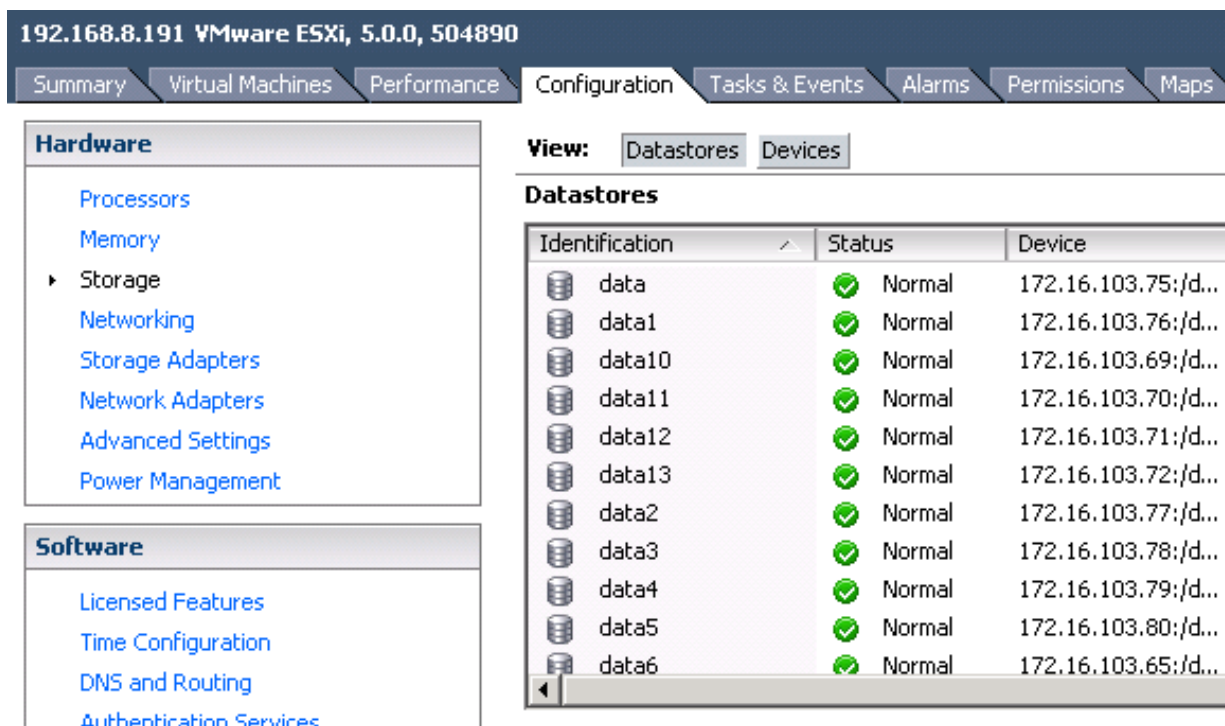 192.168.8.191 VMware ESXi, 5.0.0, 504890
Summary Virtual Machines Performance Configuration Tasks & Events Alarms Permissions Maps
Hardware
Processors
Memory
Storage
Networking
Storage Adapters
Network Adapters
Advanced Settings
Power Management
Software
Licensed Features
Time Configuration
DNS and Routing
Authentication Services
View: Datastores Devices
Datastores
Identification Status Device
data Normal 172.16.103.75:/d...
data1 Normal 172.16.103.76:/d...
data10 Normal 172.16.103.69:/d...
data11 Normal 172.16.103.70:/d...
data12 Normal 172.16.103.71:/d...
data13 Normal 172.16.103.72:/d...
data2 Normal 172.16.103.77:/d...
data3 Normal 172.16.103.78:/d...
data4 Normal 172.16.103.79:/d...
data5 Normal 172.16.103.80:/d...
data6 Normal 172.16.103.65:/d...